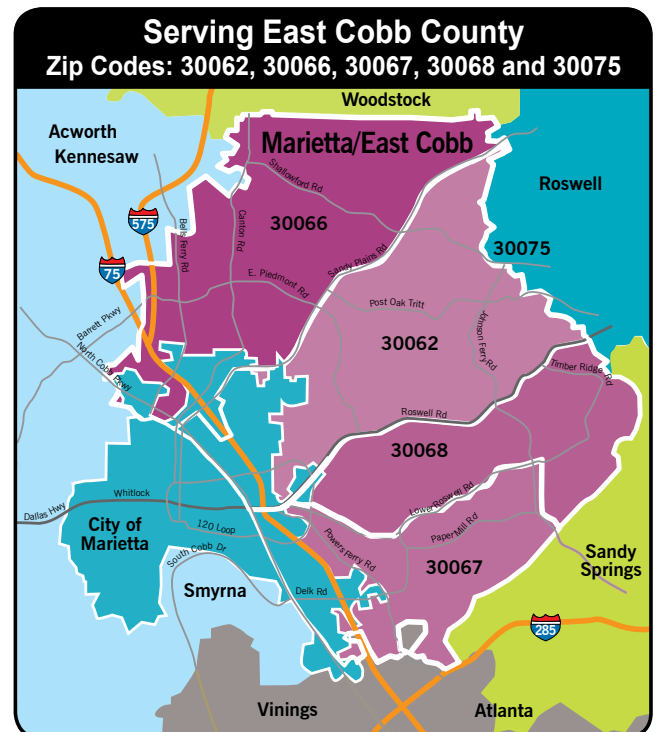 Serving East Cobb County
Zip Codes: 30062, 30066, 30067, 30068 and 30075
Woodstock
Acworth
Kennesaw
Marietta/East Cobb
Roswell
Shallowford Rd
575
Bells Ferry Rd
Canton Rd
30066
30075
Sandy Plains Rd
75
E. Piedmont Rd
Post Oak Tritt
Barrett Pkwy
Johnson Ferry Rd
30062
North Cobb Pkwy
Timber Ridge Rd
Roswell Rd
30068
Whitlock
Dallas Hwy
Lower Roswell Rd
City of
Marietta
120 Loop
Powers Ferry Rd
Paper Mill Rd
South Cobb Dr
30067
Sandy
Springs
Smyrna
Delk Rd
285
Vinings
Atlanta